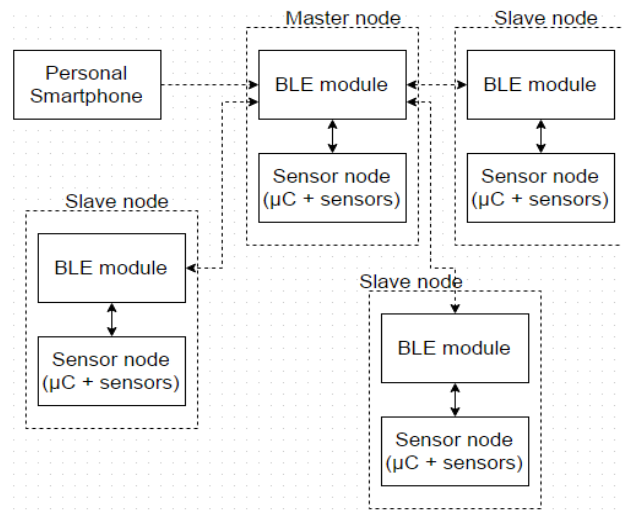 Master node
Slave node
Personal
Smartphone
BLE module
BLE module
Sensor node
(µC + sensors)
Sensor node
(µC + sensors)
Slave node
BLE module
Sensor node
(µC + sensors)
Slave node
BLE module
Sensor node
(µC + sensors)